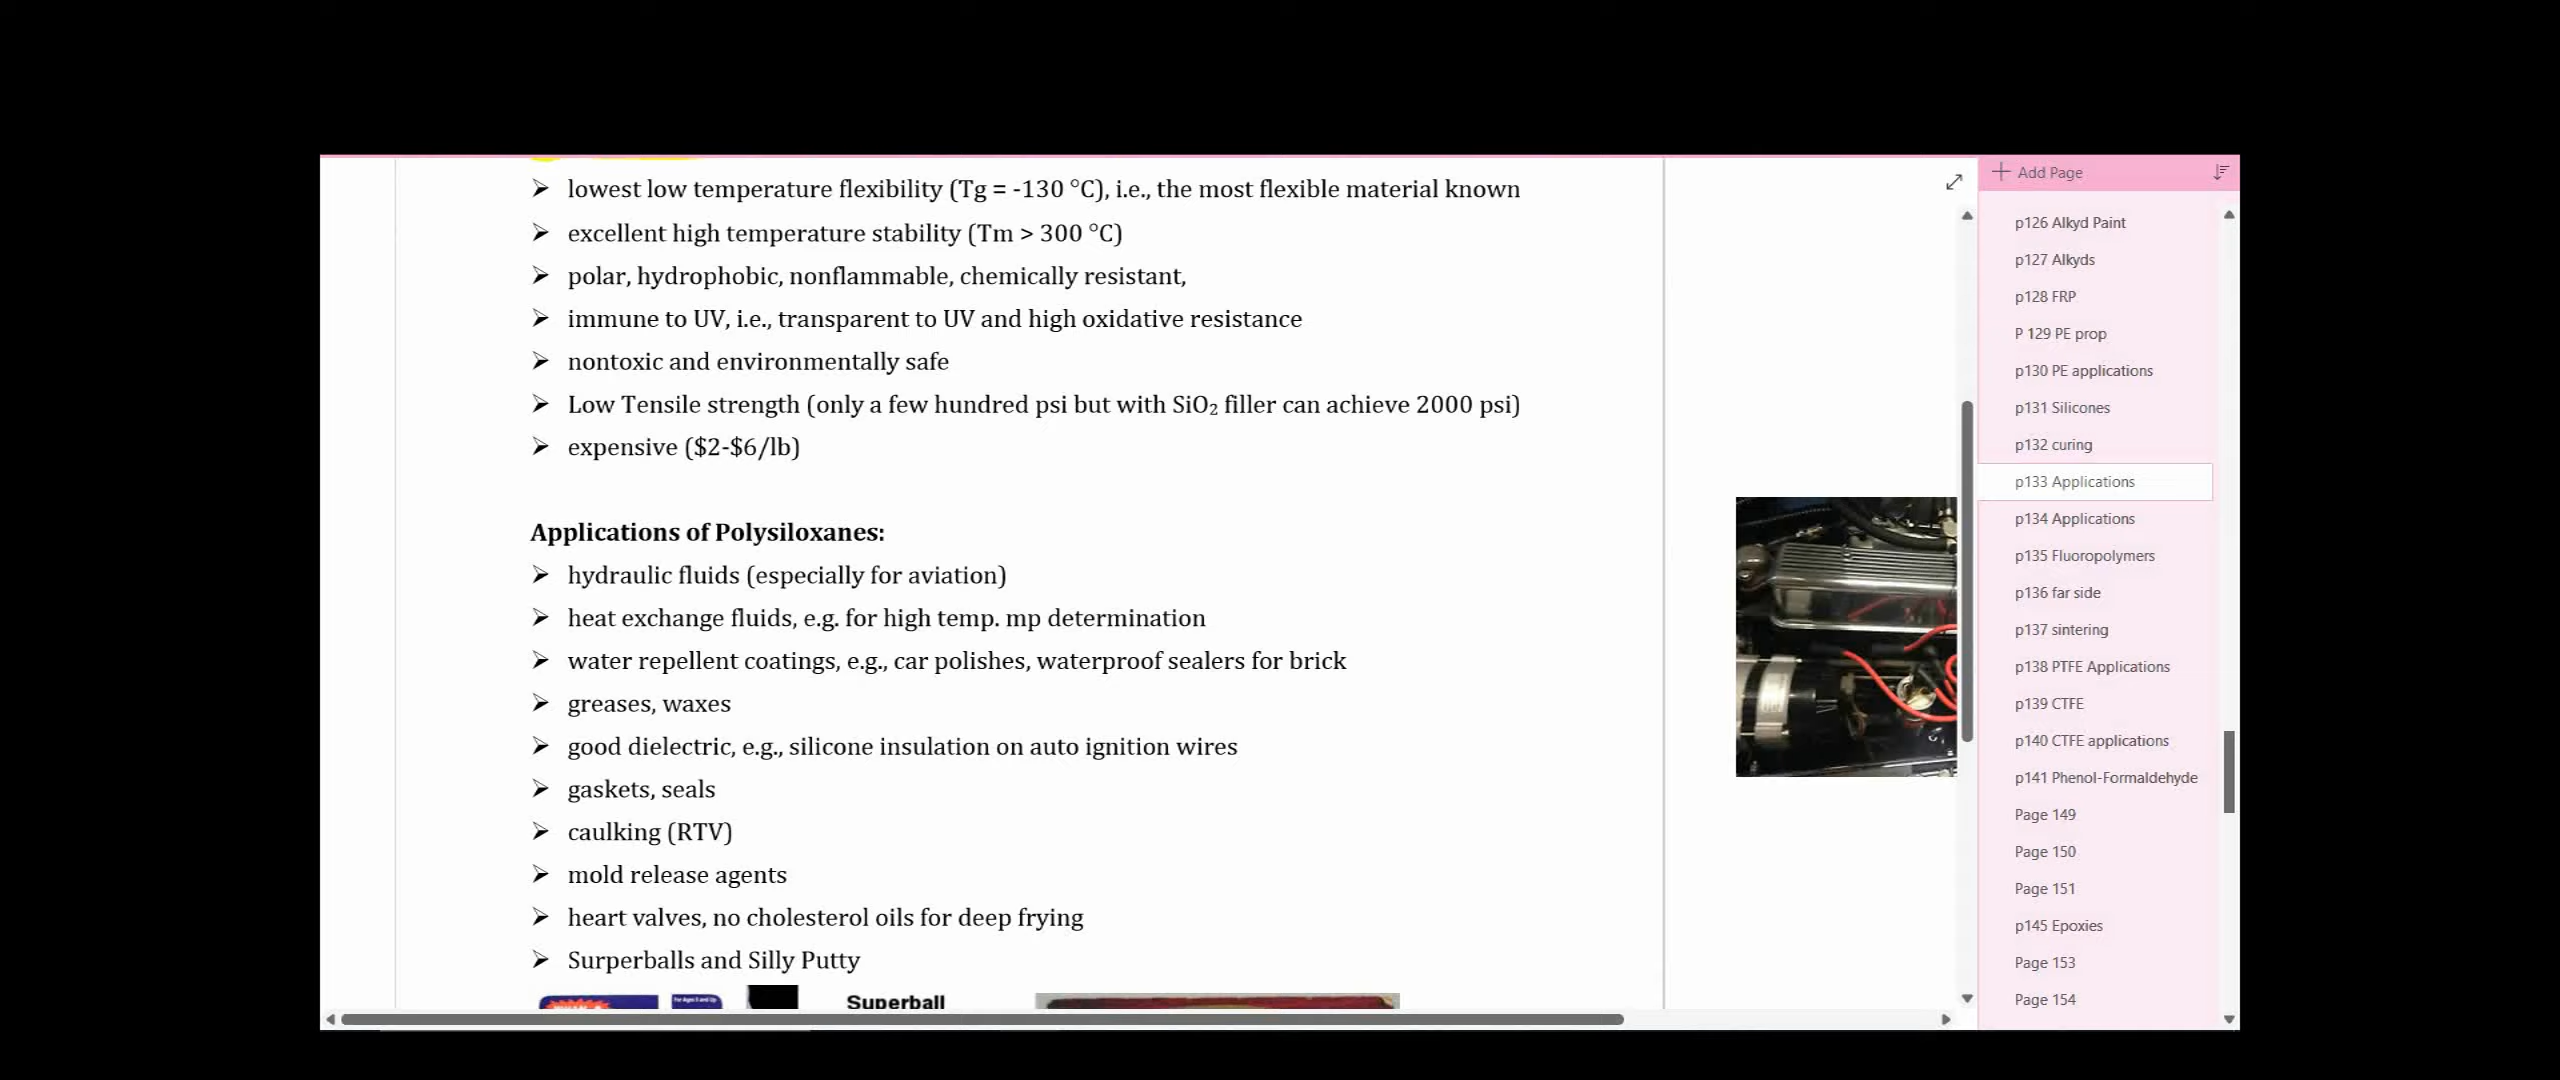 lowest low temperature flexibility (Tg = -130 °C), i.e., the most flexible material known
excellent high temperature stability (Tm > 300 °C)
polar, hydrophobic, nonflammable, chemically resistant,
immune to UV, i.e., transparent to UV and high oxidative resistance
nontoxic and environmentally safe
Low Tensile strength (only a few hundred psi but with SiO₂ filler can achieve 2000 psi)
expensive ($2-$6/lb)
Applications of Polysiloxanes:
hydraulic fluids (especially for aviation)
heat exchange fluids, e.g. for high temp. mp determination
water repellent coatings, e.g., car polishes, waterproof sealers for brick
greases, waxes
good dielectric, e.g., silicone insulation on auto ignition wires
gaskets, seals
caulking (RTV)
mold release agents
heart valves, no cholesterol oils for deep frying
Surperballs and Silly Putty
For Ages 5 and Up
Superball
Add Page
p126 Alkyd Paint
p127 Alkyds
p128 FRP
P 129 PE prop
p130 PE applications
p131 Silicones
p132 curing
p133 Applications
p134 Applications
p135 Fluoropolymers
p136 far side
p137 sintering
p138 PTFE Applications
p139 CTFE
p140 CTFE applications
p141 Phenol-Formaldehyde
Page 149
Page 150
Page 151
p145 Epoxies
Page 153
Page 154